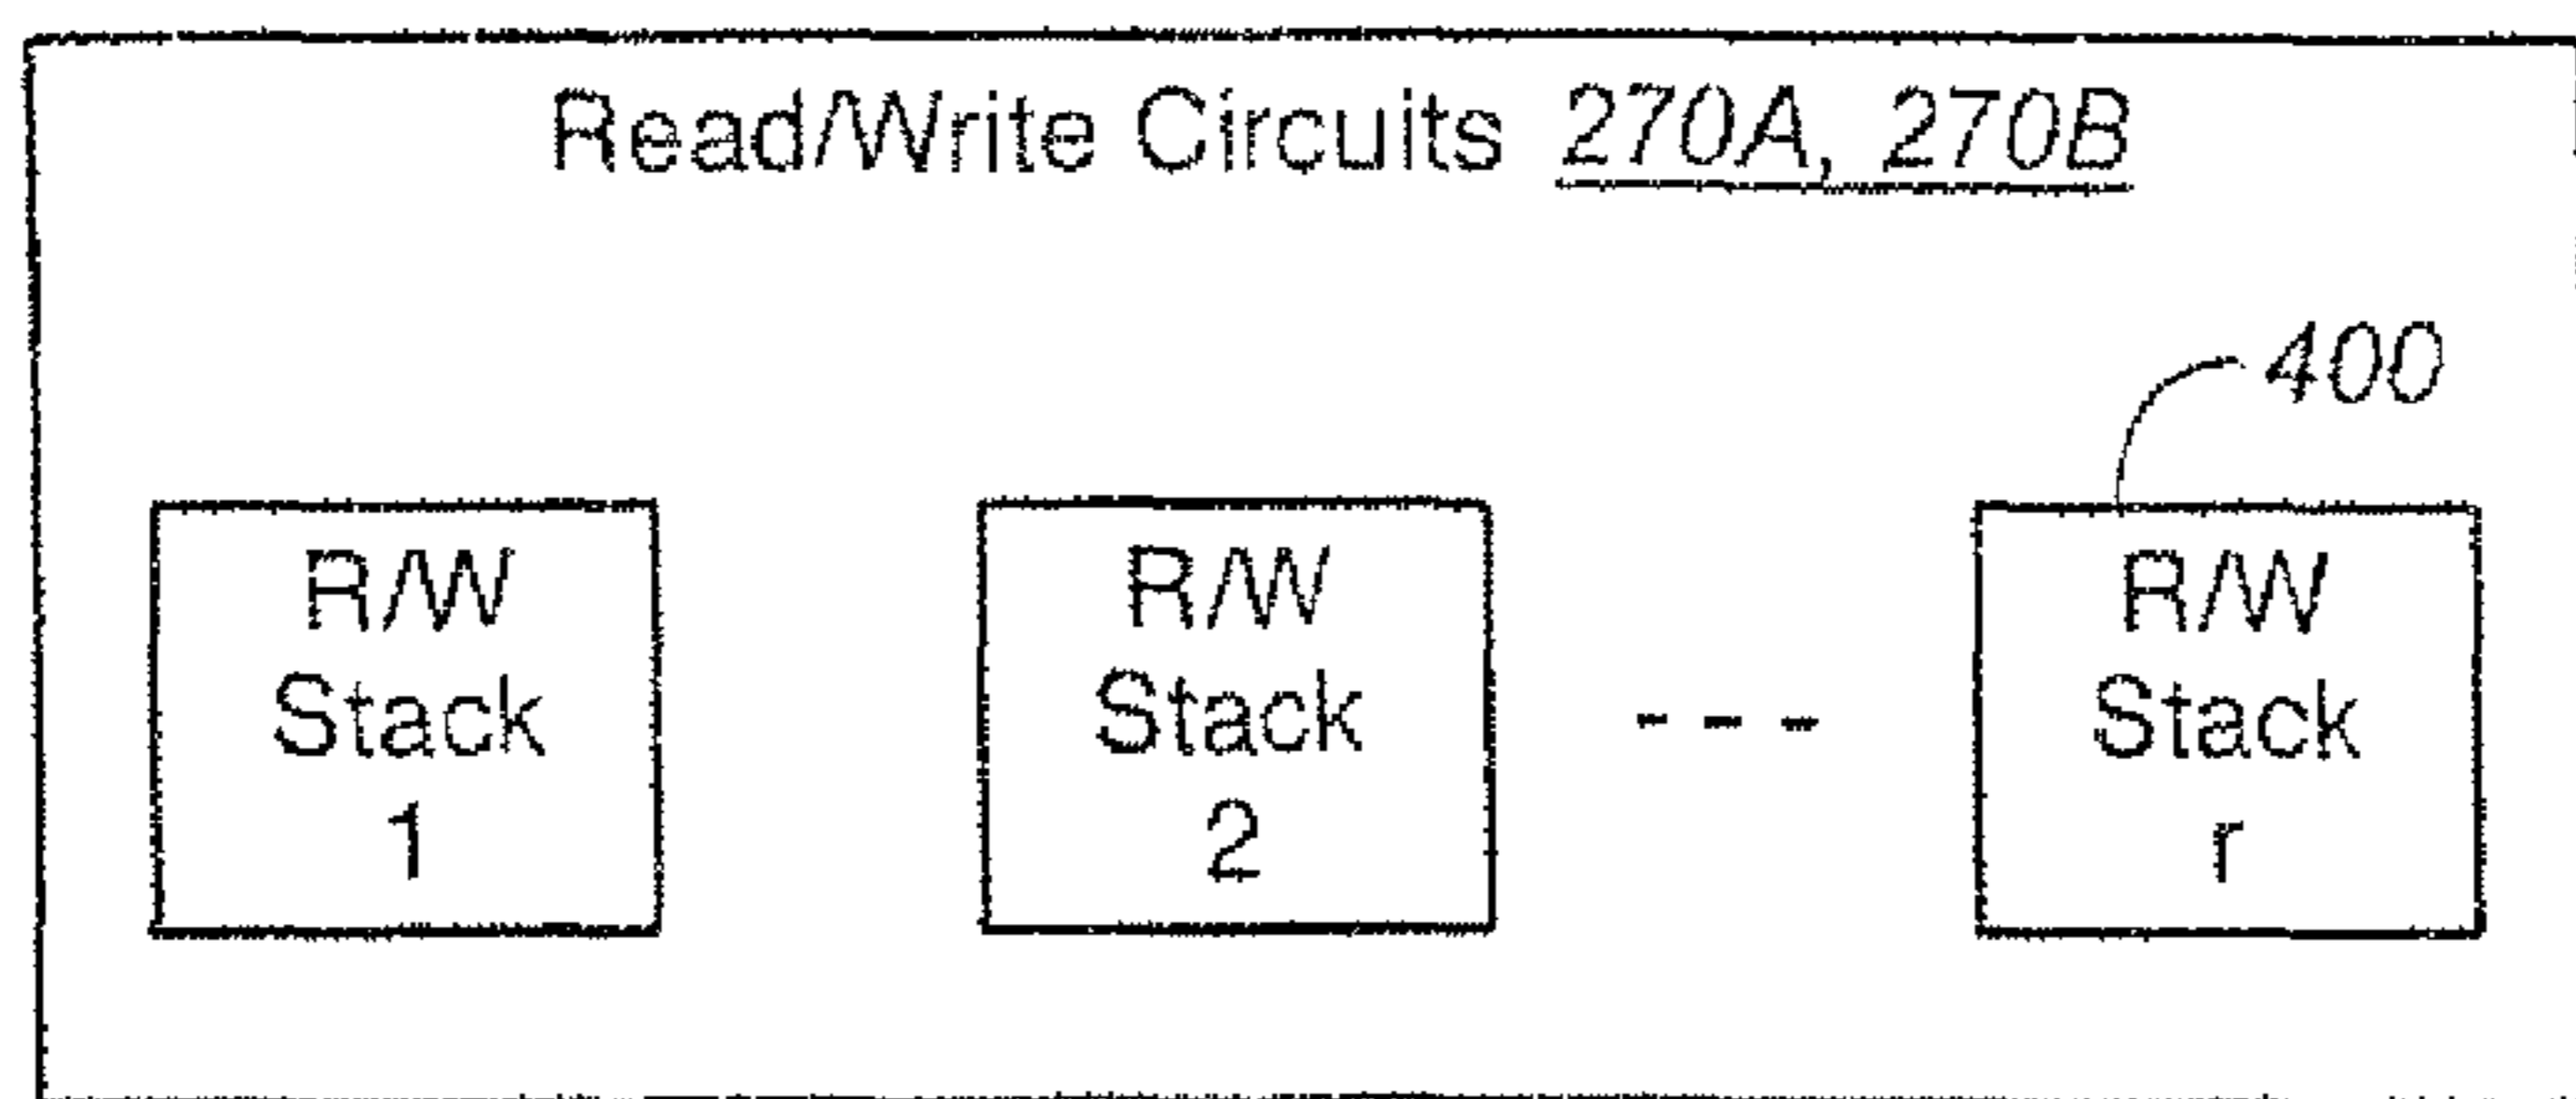 Read/Write Circuits 270A, 270B
400
R/W
Stack
1
R/W
Stack
2
- - -
R/W
Stack
r